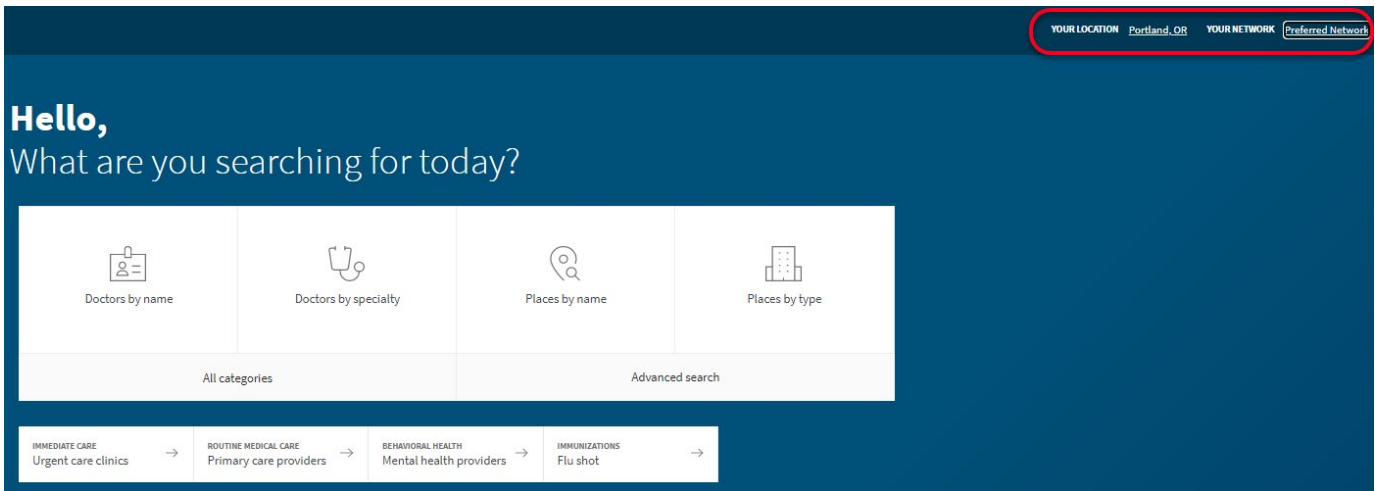 YOUR LOCATION Portland, OR YOUR NETWORK Preferred Network
Hello,
What are you searching for today?
Doctors by name
Doctors by specialty
Places by name
Places by type
All categories
Advanced search
IMMEDIATE CARE
Urgent care clinics
ROUTINE MEDICAL CARE
Primary care providers
BEHAVIORAL HEALTH
Mental health providers
IMMUNIZATIONS
Flu shot